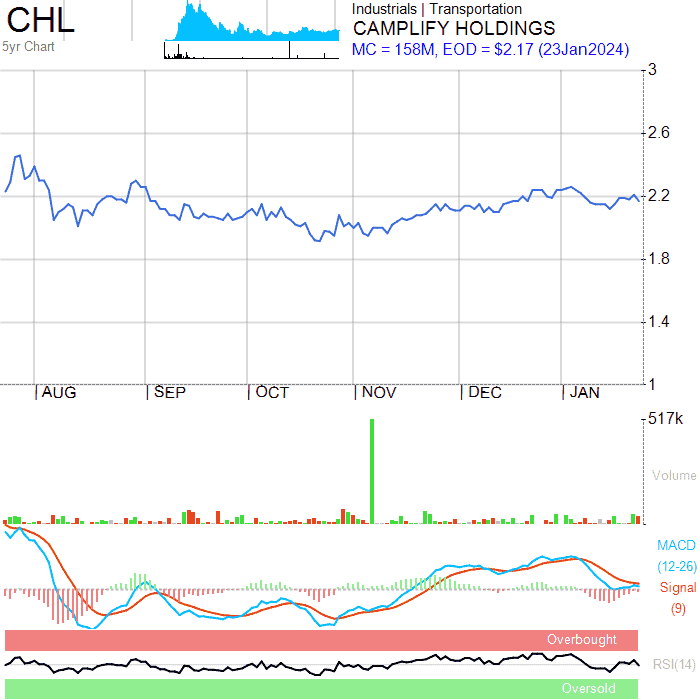 CHL
5yr Chart
Industrials | Transportation
CAMPLIFY HOLDINGS
MC = 158M, EOD = $2.17 (23Jan2024)
3
2.6
2.2
1.8
1.4
1
AUG SEP OCT NOV DEC JAN
517k
Volume
MACD
(12-26)
Signal
(9)
Overbought
RSI(14)
Oversold